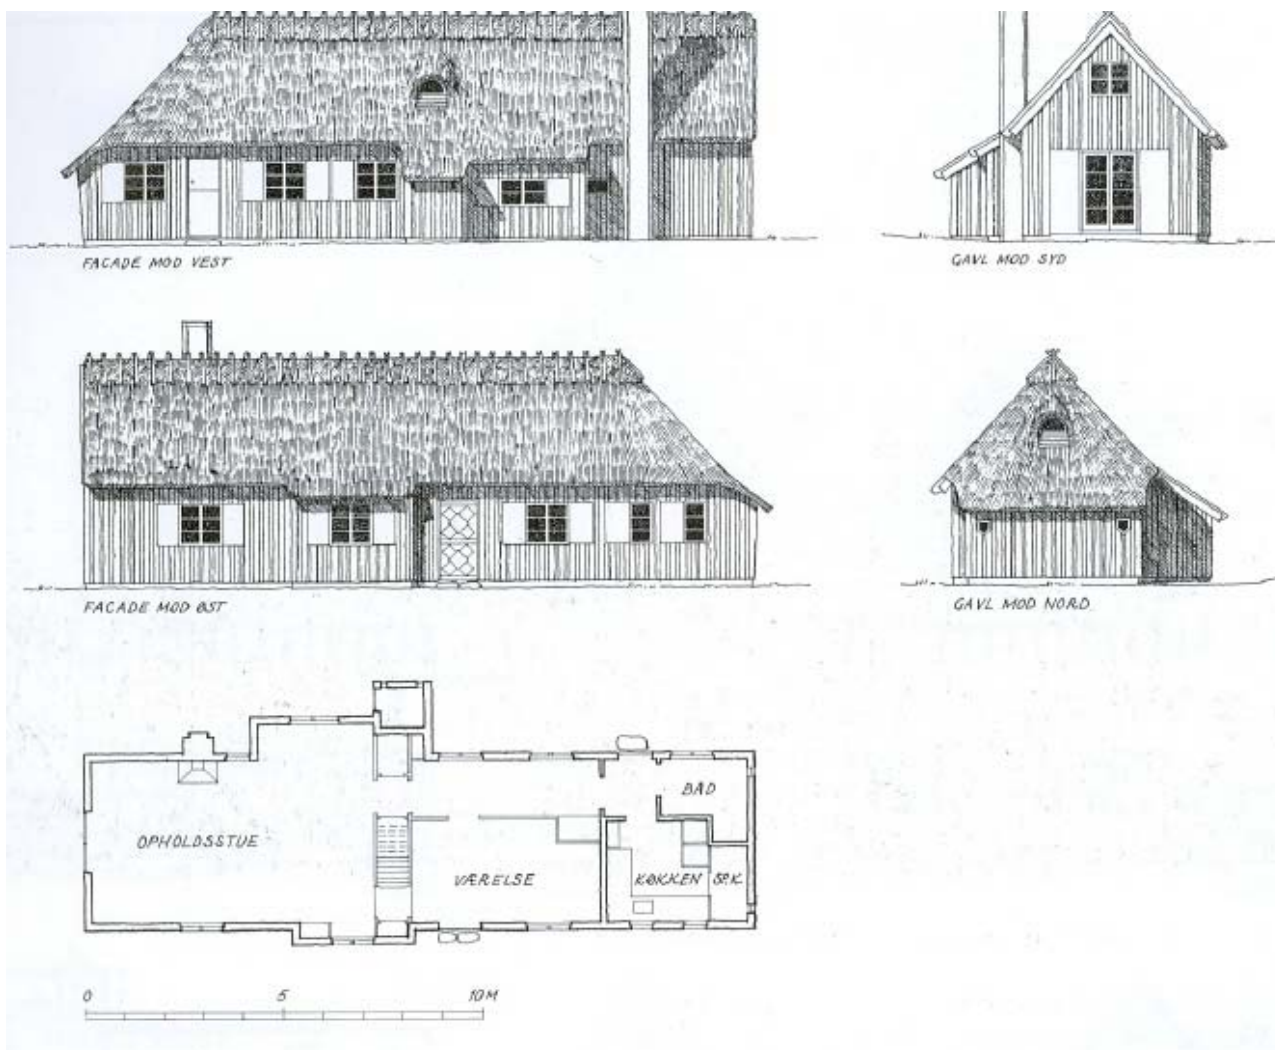 FACADE MOD VEST
GAVL MOD SYD
FACADE MOD ØST
GAVL MOD NORD
BAD
OPHOLDSSTUE
VÆRELSE
KØKKEN
SP.K.
0 5 10 M